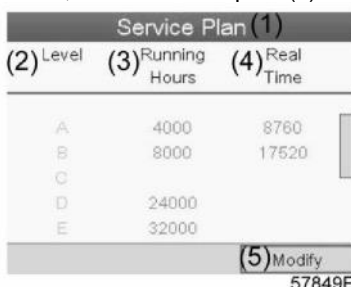 Service Plan (1)
(2) Level (3) Running Hours (4) Real Time
A 4000 8760
B 8000 17520
C
D 24000
E 32000
(5) Modify